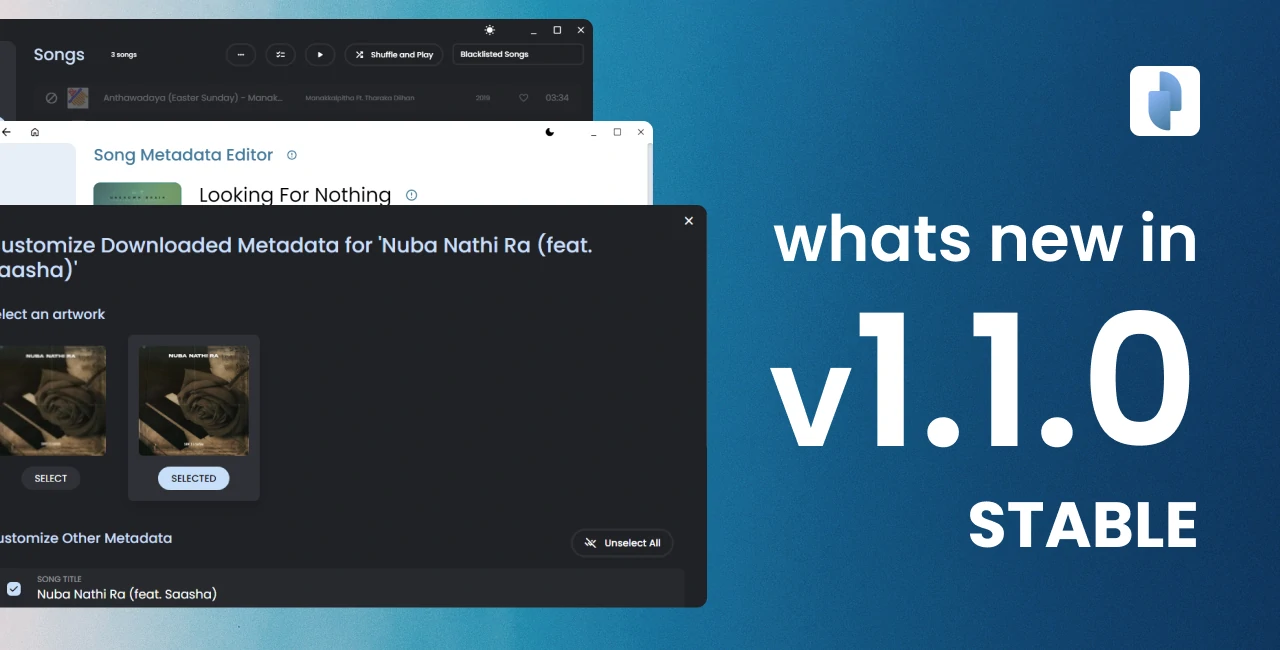 Songs
3 songs
Shuffle and Play
Blacklisted Songs
Anthawadaya (Easter Sunday) - Manak...
Manakkalpitha Ft. Tharaka Dilhan
2019
03:34
Song Metadata Editor
Looking For Nothing
ustomize Downloaded Metadata for 'Nuba Nathi Ra (feat.
aasha)'
elect an artwork
NUBA NATHI RA
NUBA NATHI RA
SELECT
SELECTED
ustomize Other Metadata
Unselect All
SONG TITLE
Nuba Nathi Ra (feat. Saasha)
whats new in
v1.1.0
STABLE